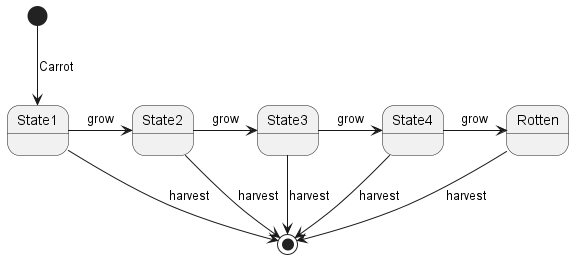 Carrot
State1
grow
State2
grow
State3
grow
State4
grow
Rotten
harvest
harvest
harvest
harvest
harvest